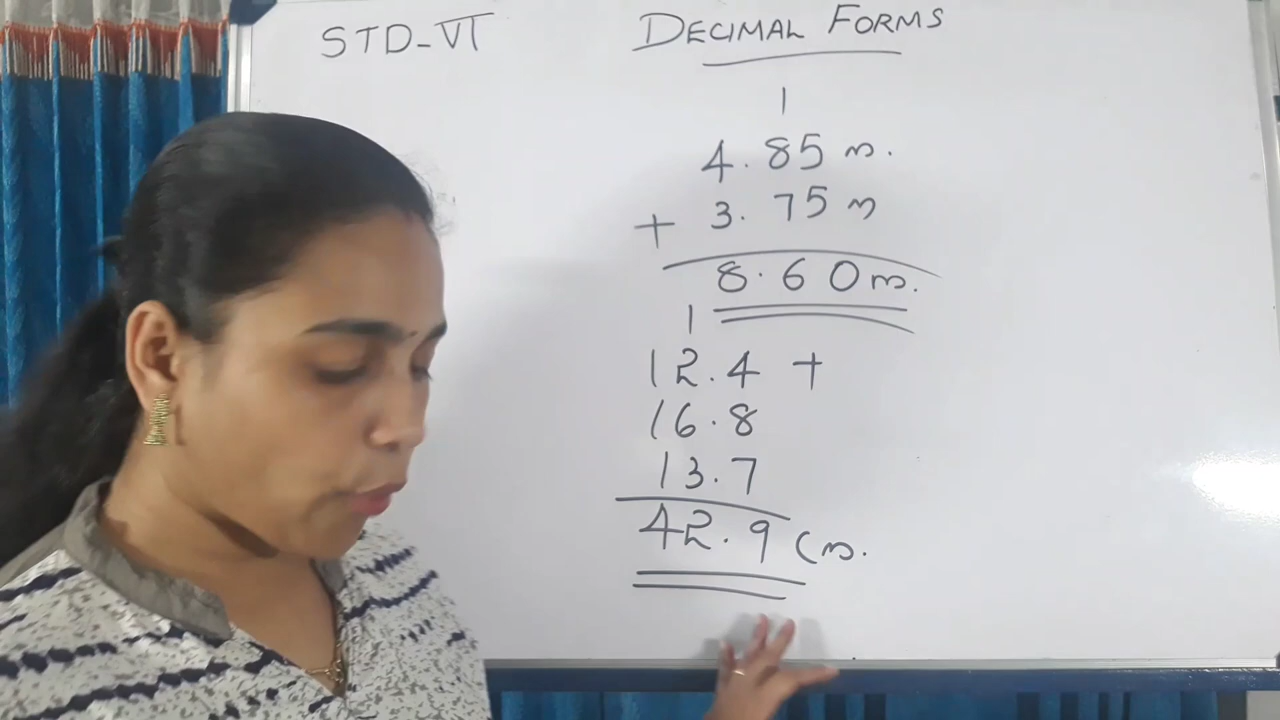 STD-VI
DECIMAL FORMS
1
4.85 m.
+ 3.75 m
8.60 m.
1
12.4 +
16.8
13.7
42.9 cm.